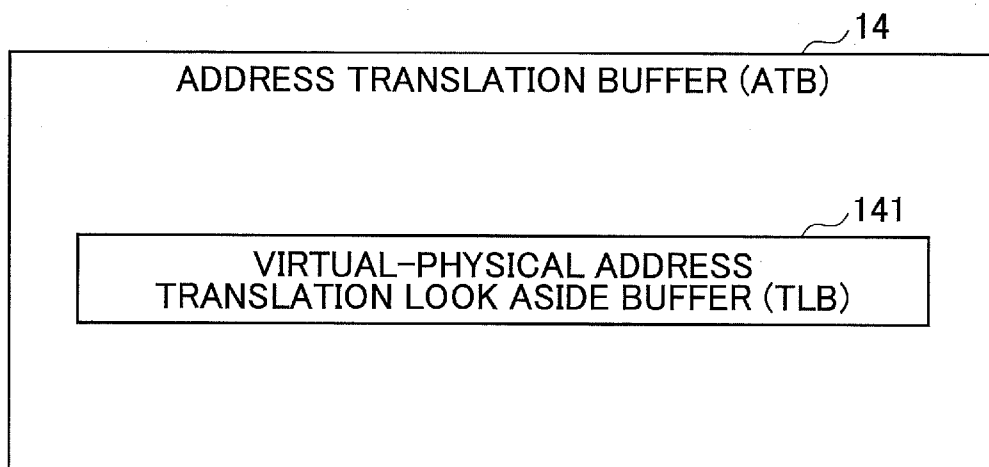 14
ADDRESS TRANSLATION BUFFER (ATB)
141
VIRTUAL-PHYSICAL ADDRESS
TRANSLATION LOOK ASIDE BUFFER (TLB)